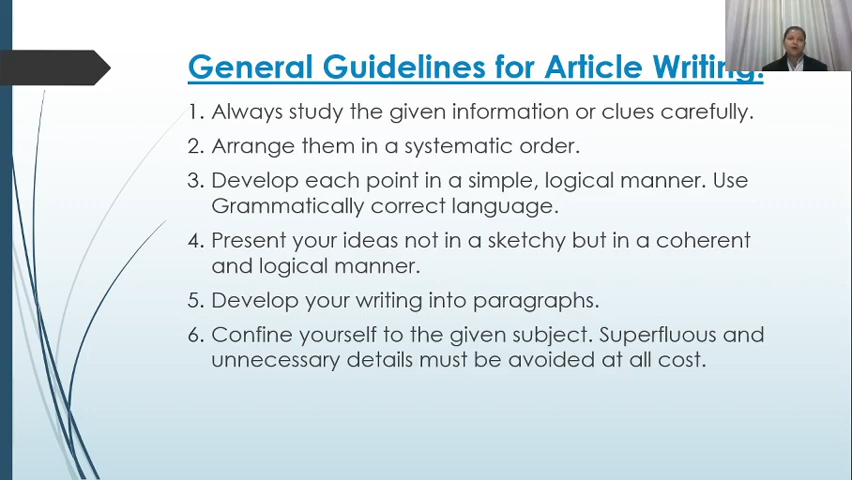 General Guidelines for Article Writing:
1. Always study the given information or clues carefully.
2. Arrange them in a systematic order.
3. Develop each point in a simple, logical manner. Use
Grammatically correct language.
4. Present your ideas not in a sketchy but in a coherent
and logical manner.
5. Develop your writing into paragraphs.
6. Confine yourself to the given subject. Superfluous and
unnecessary details must be avoided at all cost.